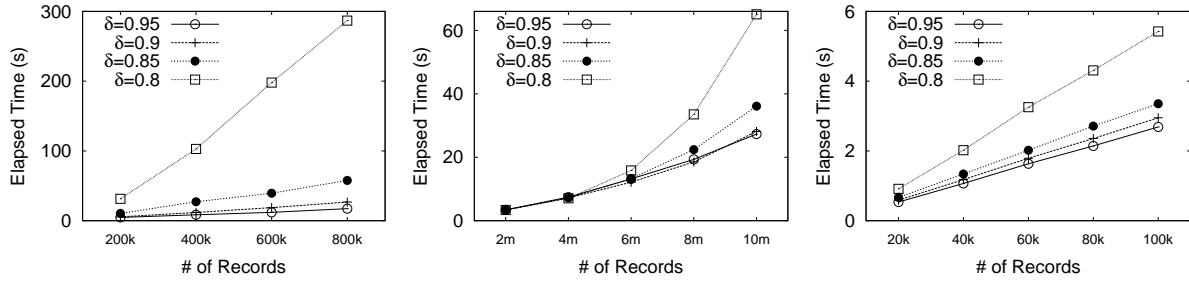 300
200
100
0
200k 400k 600k 800k
Elapsed Time (s)
# of Records
δ=0.95
δ=0.9
δ=0.85
δ=0.8
60
40
20
0
2m 4m 6m 8m 10m
Elapsed Time (s)
# of Records
δ=0.95
δ=0.9
δ=0.85
δ=0.8
6
4
2
0
20k 40k 60k 80k 100k
Elapsed Time (s)
# of Records
δ=0.95
δ=0.9
δ=0.85
δ=0.8